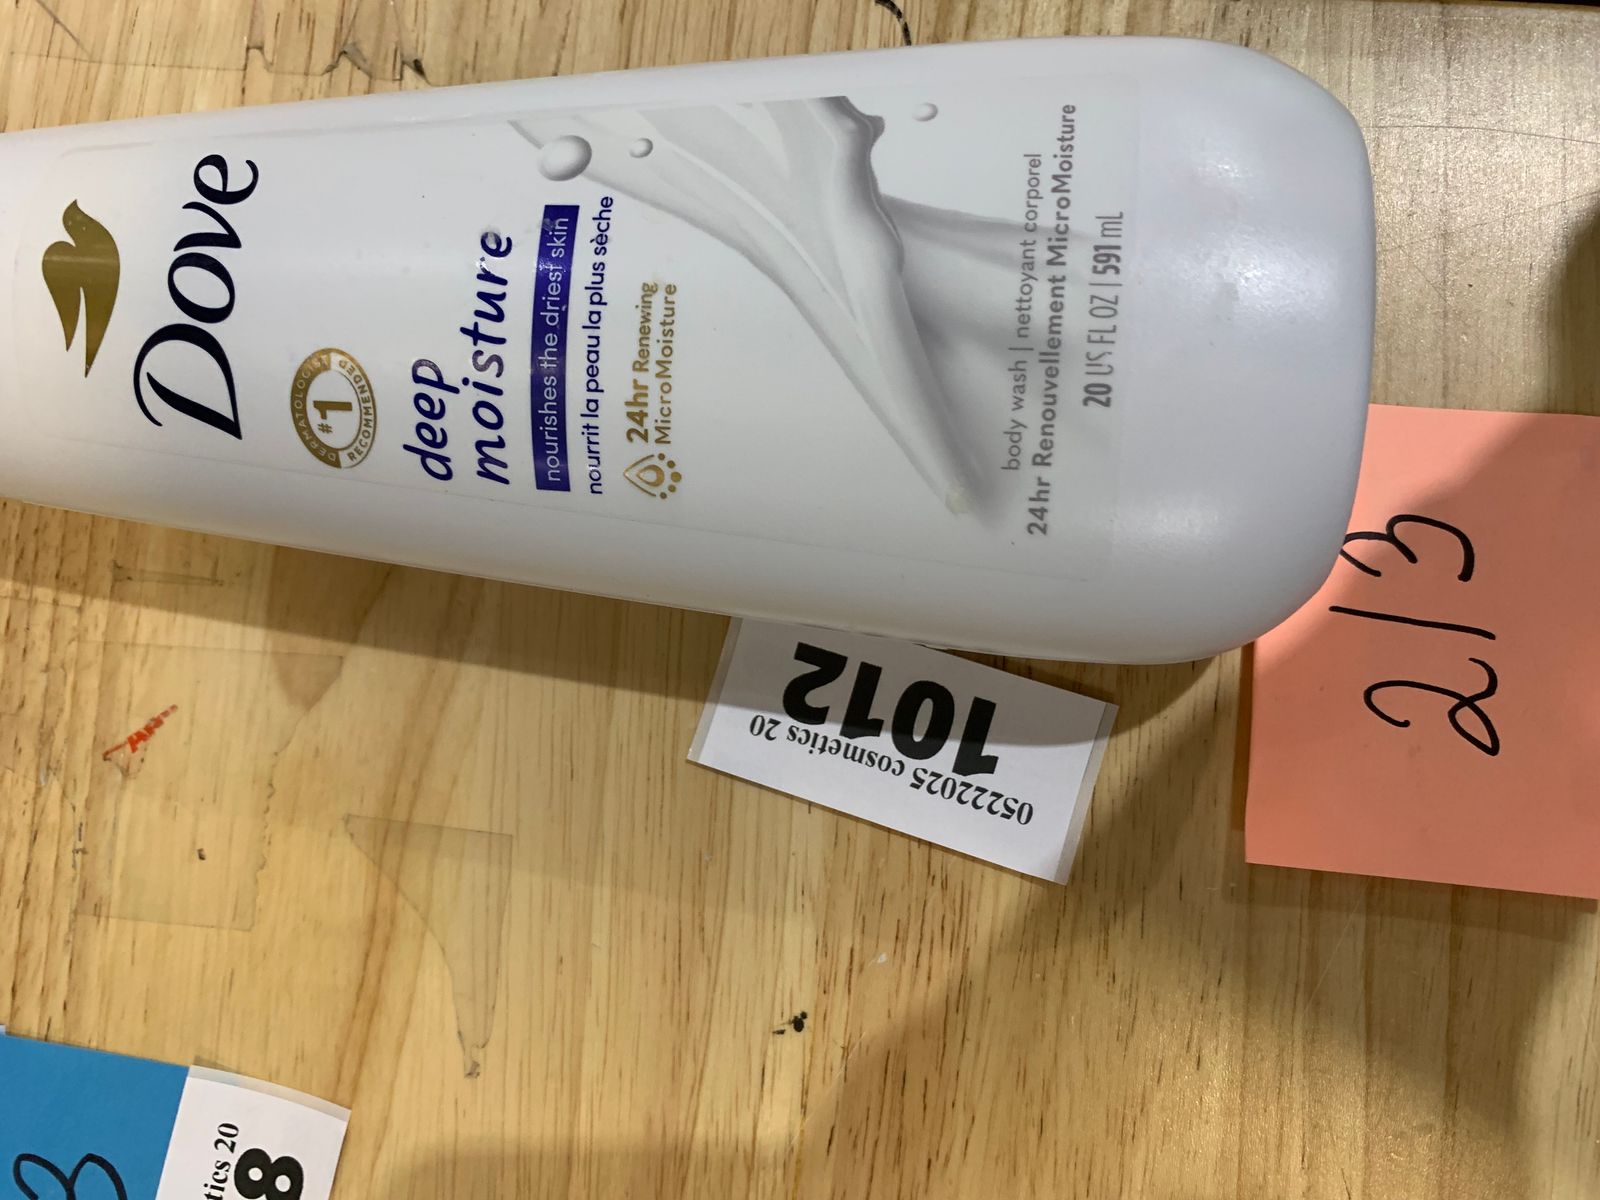 Dove
#1
DERMATOLOGIST
RECOMMENDED
deep
moisture
nourishes the driest skin
nourrit la peau la plus sèche
24hr Renewing
MicroMoisture
body wash | nettoyant corporel
24hr Renouvellement MicroMoisture
20 US FL OZ | 591 mL
05222025 cosmetics 20
1012
2/3
3
tics 20
8